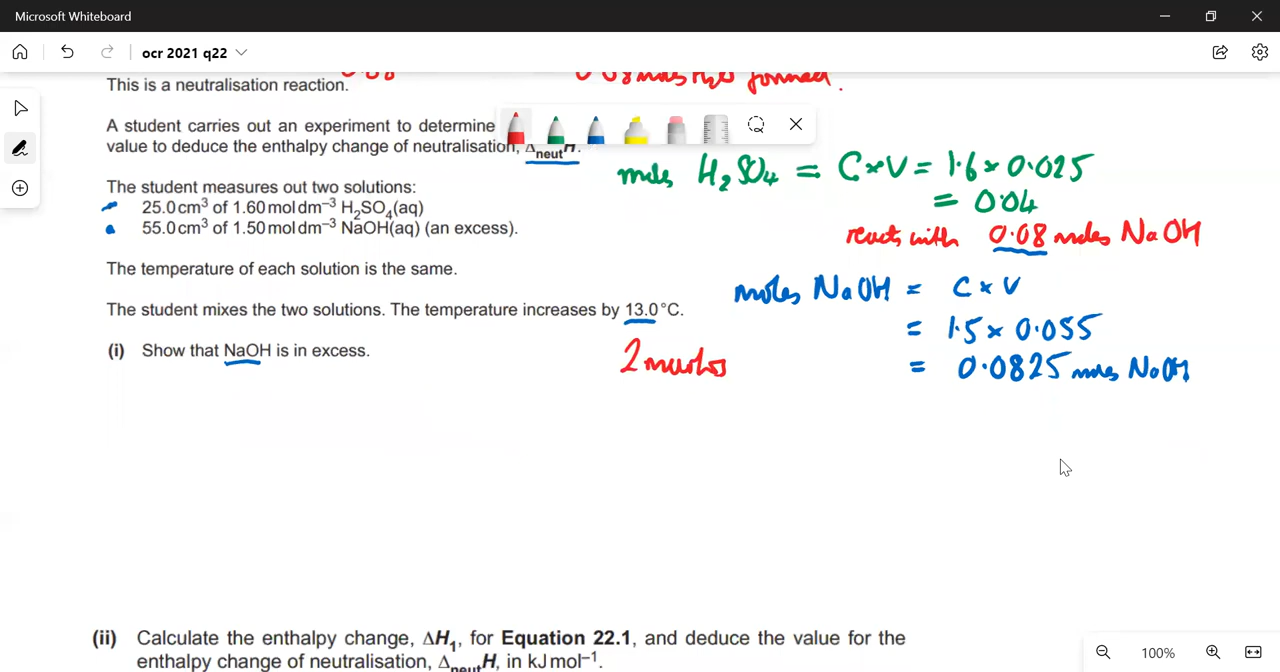 Microsoft Whiteboard
ocr 2021 q22
This is a neutralisation reaction.
0.08 moles H2O formed.
A student carries out an experiment to determine
value to deduce the enthalpy change of neutralisation, ΔneutH.
The student measures out two solutions:
25.0 cm³ of 1.60 mol dm⁻³ H₂SO₄(aq)
55.0 cm³ of 1.50 mol dm⁻³ NaOH(aq) (an excess).
The temperature of each solution is the same.
The student mixes the two solutions. The temperature increases by 13.0 °C.
(i) Show that NaOH is in excess.
2 marks
moles H₂SO₄ = C×V = 1.6 × 0.025
= 0.04
reacts with 0.08 moles NaOH
moles NaOH = C × V
= 1.5 × 0.055
= 0.0825 moles NaOH
(ii) Calculate the enthalpy change, ΔH₁, for Equation 22.1, and deduce the value for the
enthalpy change of neutralisation, ΔneutH, in kJ mol⁻¹.
100%